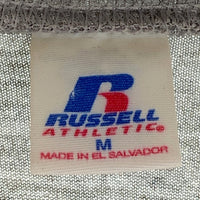 R
RUSSELL
ATHLETIC®
M
MADE IN EL SALVADOR